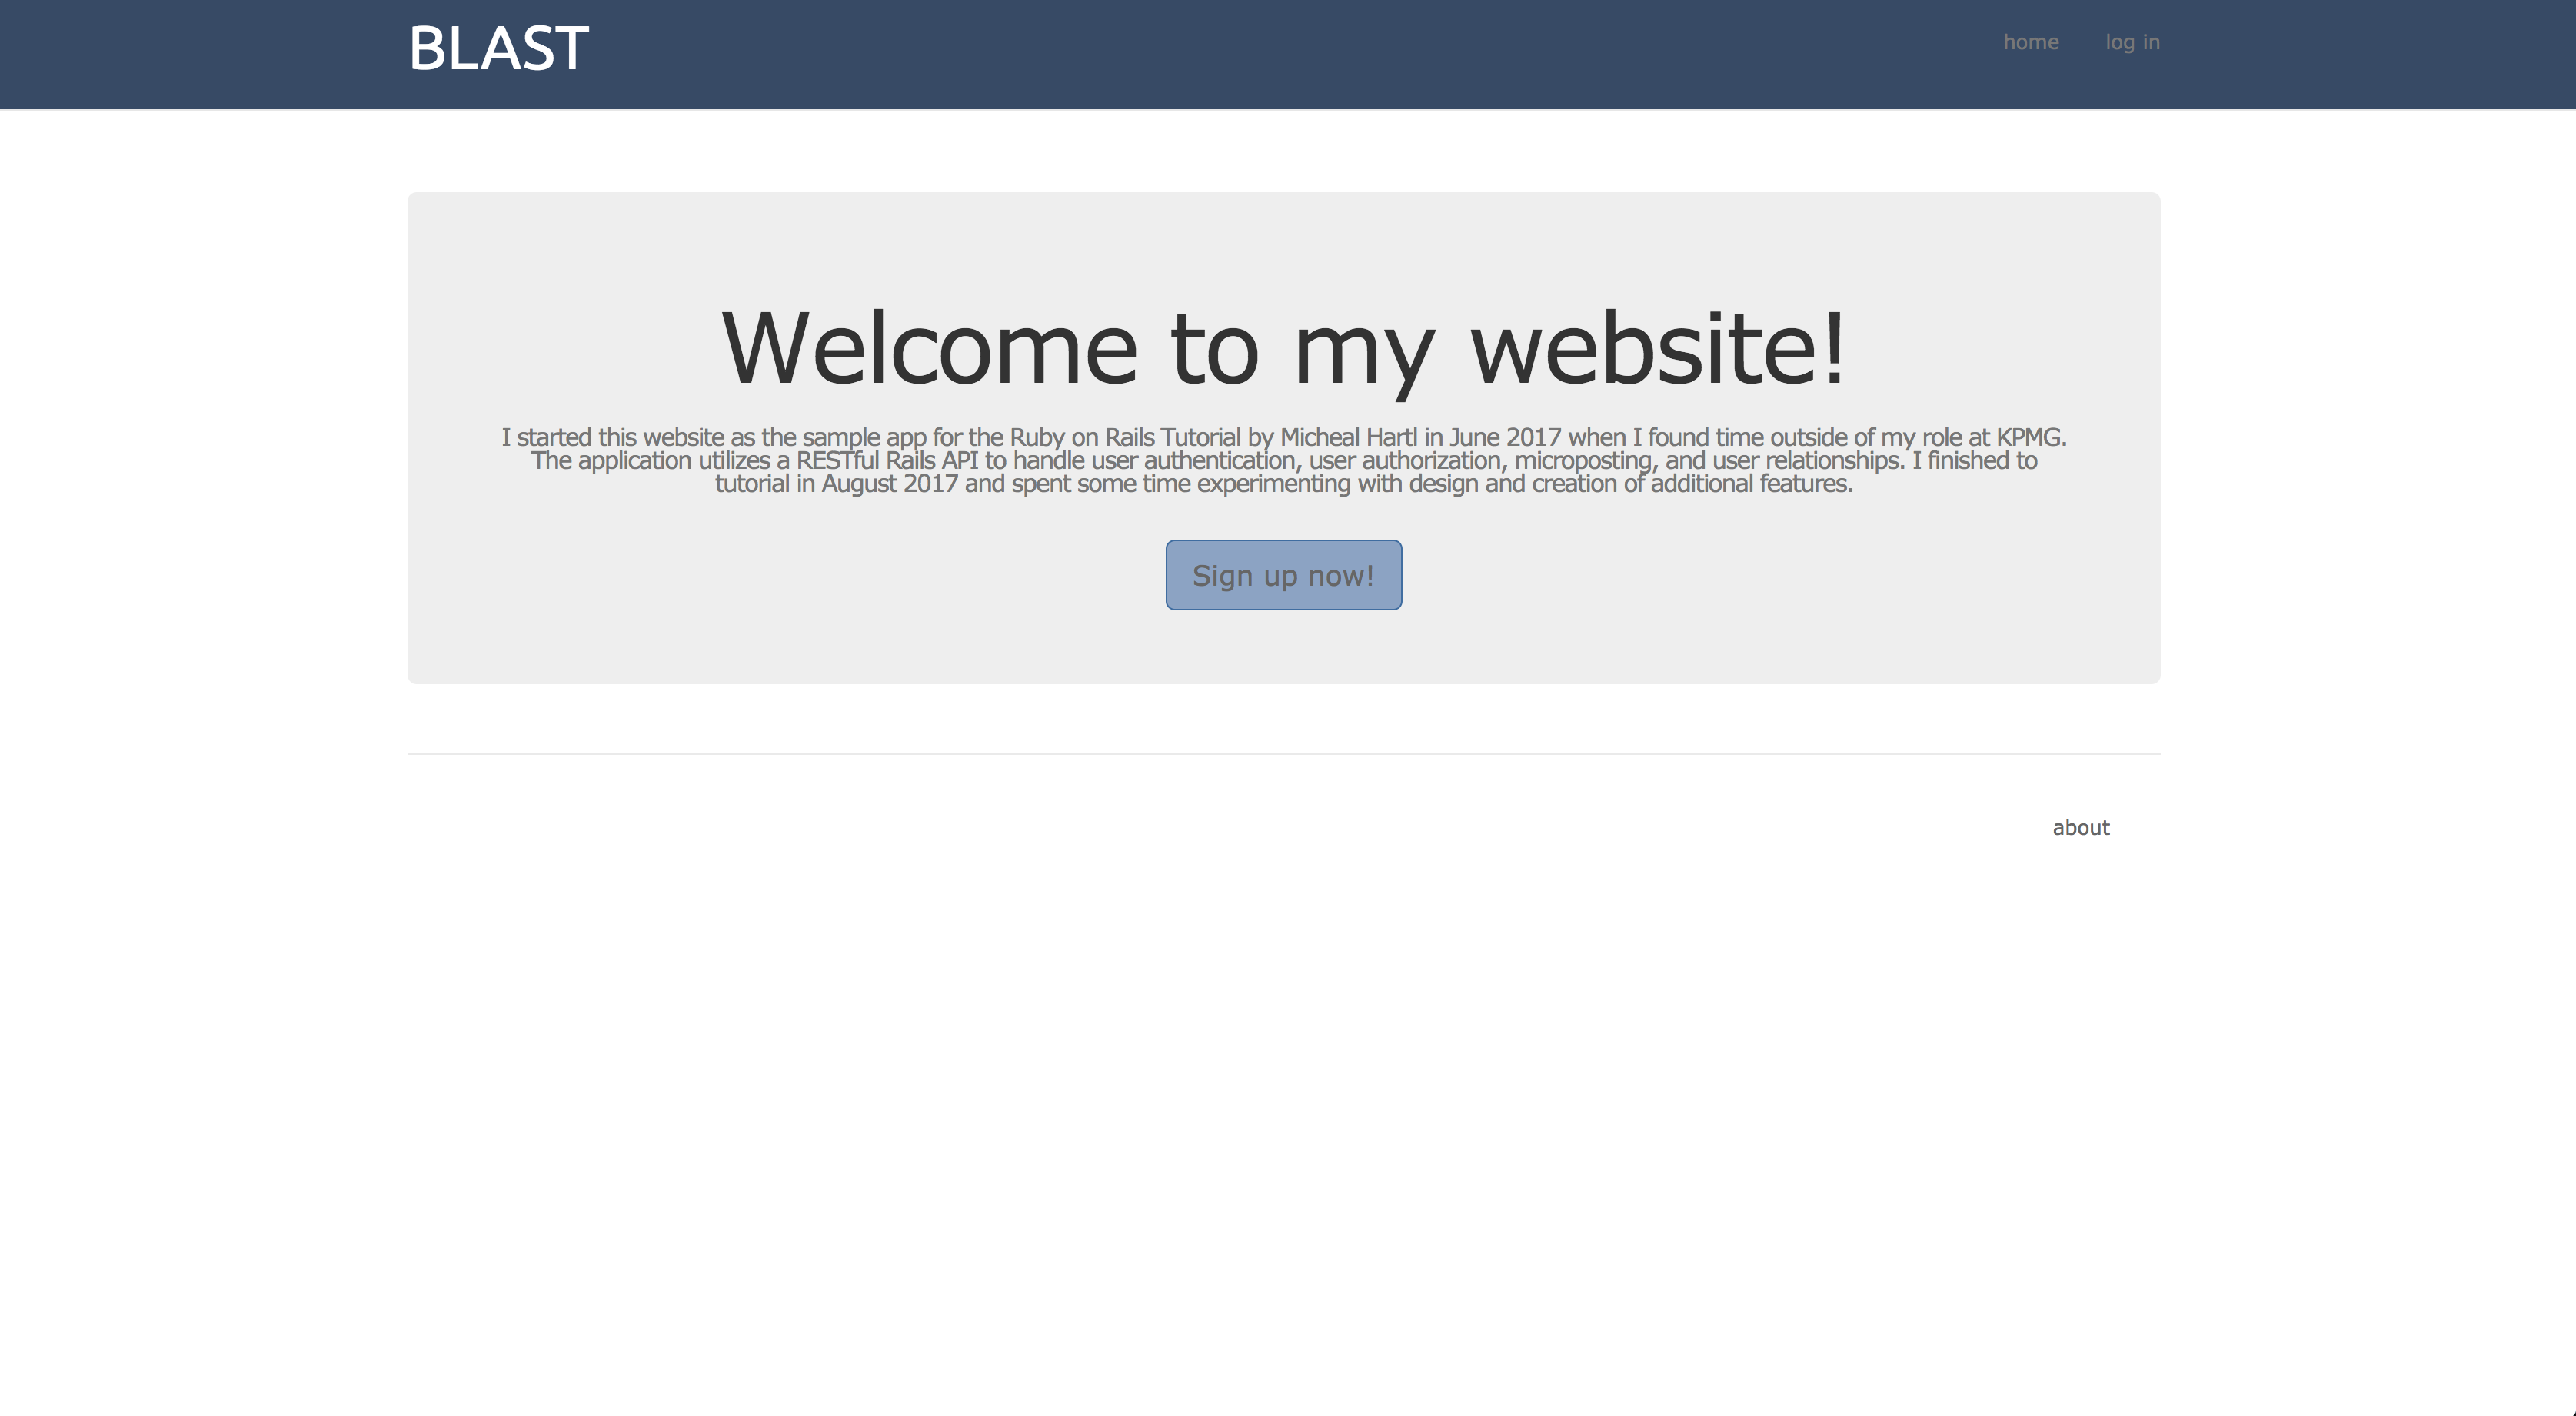 BLAST
home
log in
Welcome to my website!
I started this website as the sample app for the Ruby on Rails Tutorial by Micheal Hartl in June 2017 when I found time outside of my role at KPMG.
The application utilizes a RESTful Rails API to handle user authentication, user authorization, microposting, and user relationships. I finished to
tutorial in August 2017 and spent some time experimenting with design and creation of additional features.
Sign up now!
about